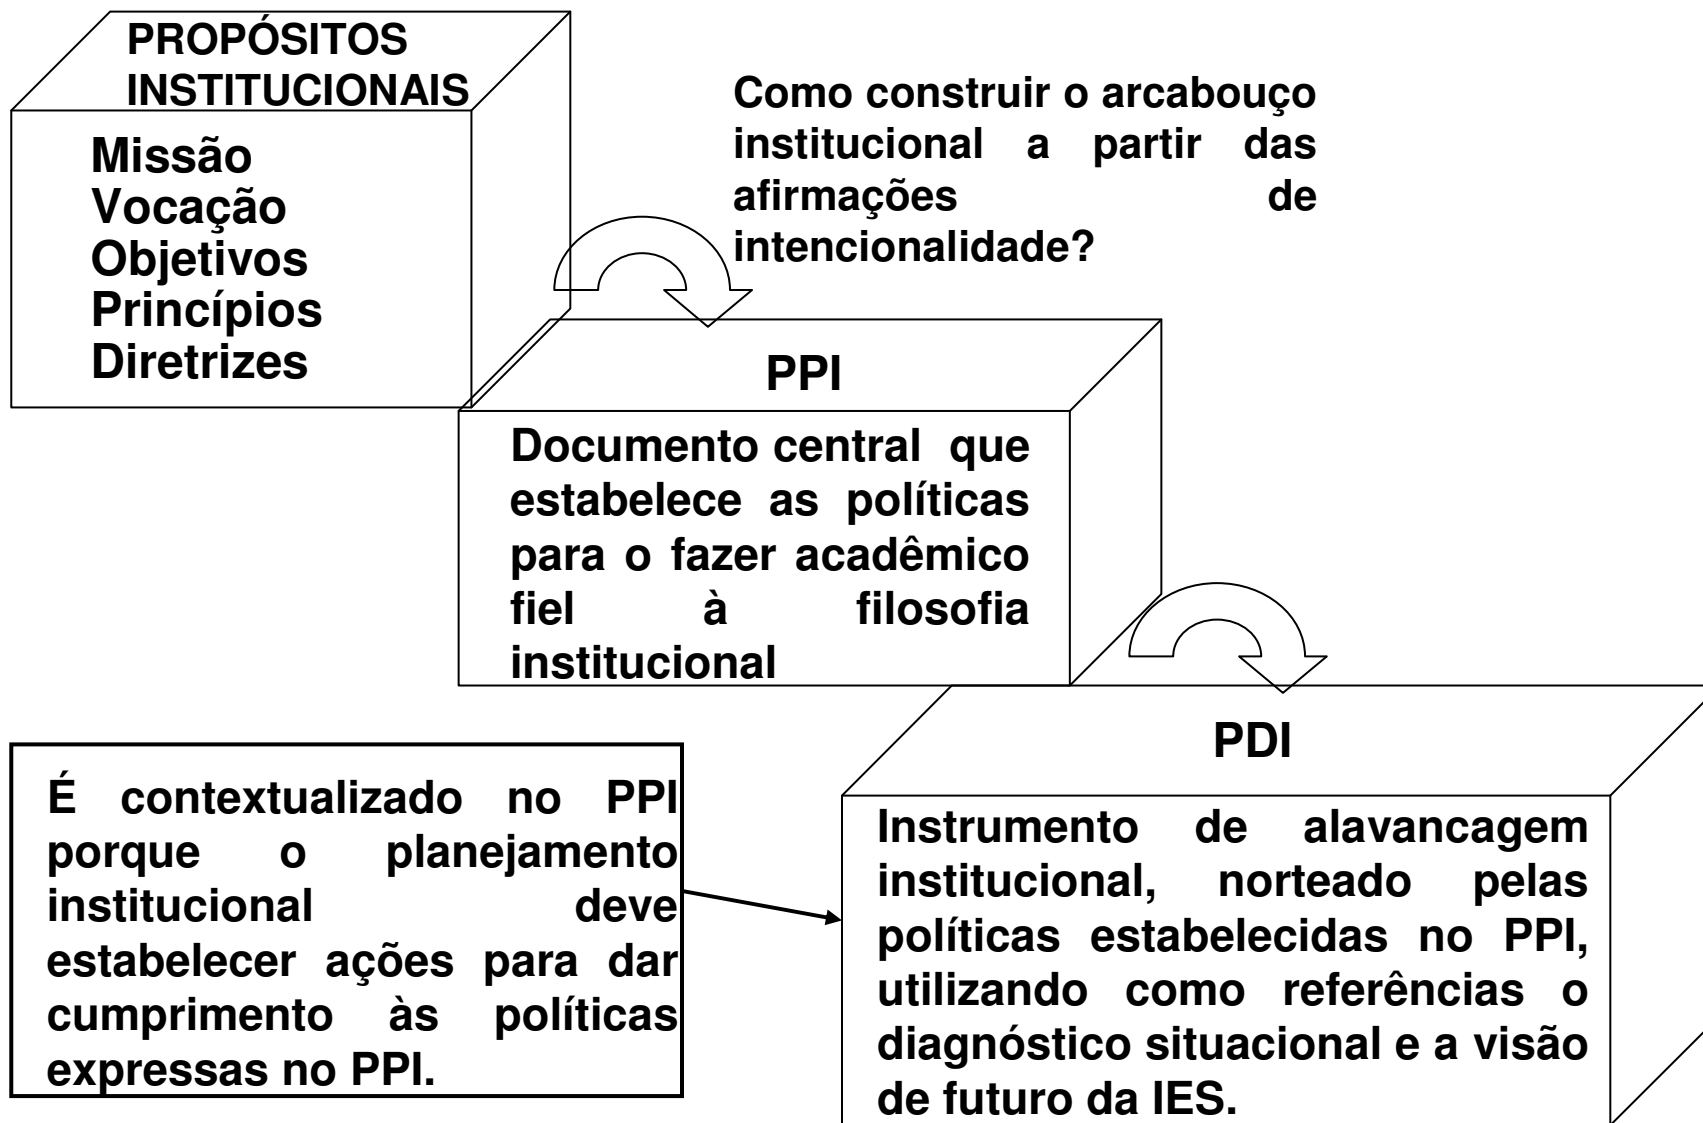 PROPÓSITOS
INSTITUCIONAIS
Missão
Vocação
Objetivos
Princípios
Diretrizes
Como construir o arcabouço
institucional a partir das
afirmações de
intencionalidade?
PPI
Documento central que
estabelece as políticas
para o fazer acadêmico
fiel à filosofia
institucional
PDI
Instrumento de alavancagem
institucional, norteado pelas
políticas estabelecidas no PPI,
utilizando como referências o
diagnóstico situacional e a visão
de futuro da IES.
É contextualizado no PPI
porque o planejamento
institucional deve
estabelecer ações para dar
cumprimento às políticas
expressas no PPI.